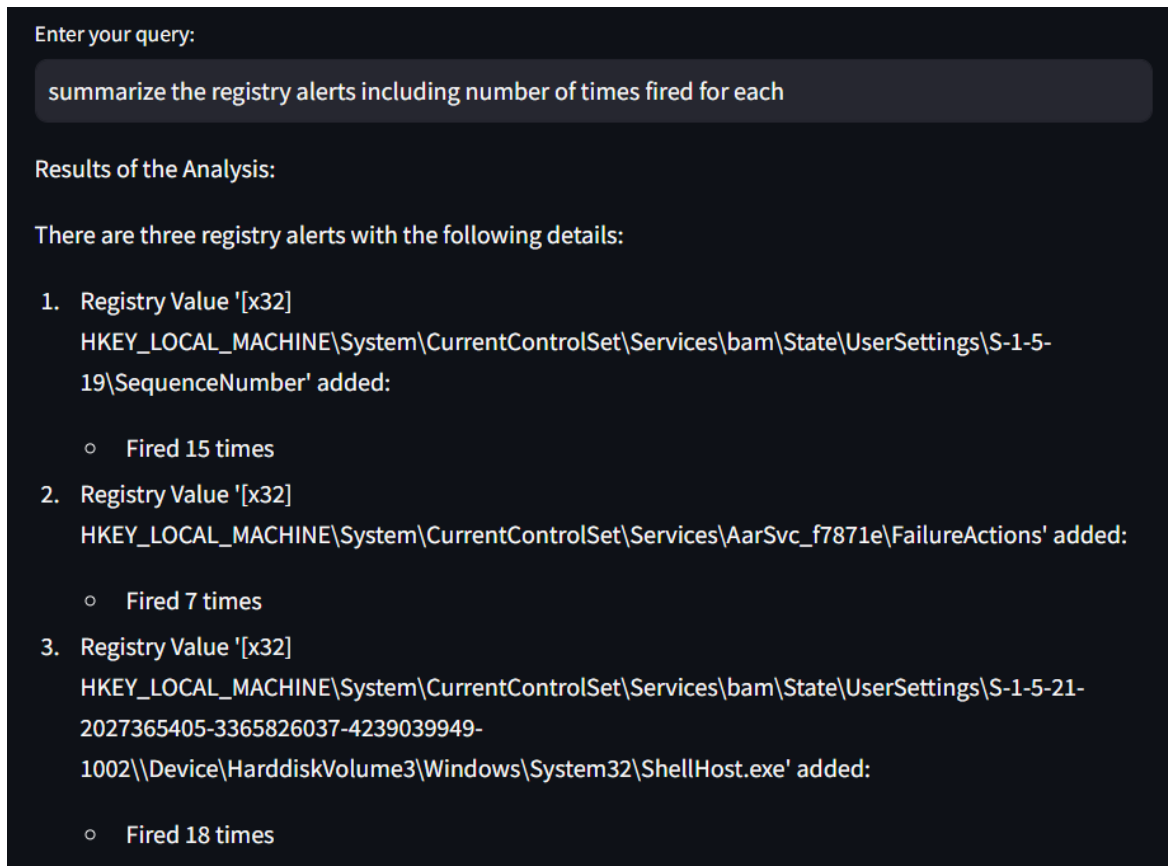 Enter your query:
summarize the registry alerts including number of times fired for each
Results of the Analysis:
There are three registry alerts with the following details:
1. Registry Value '[x32]
HKEY_LOCAL_MACHINE\System\CurrentControlSet\Services\bam\State\UserSettings\S-1-5-
19\SequenceNumber' added:
○ Fired 15 times
2. Registry Value '[x32]
HKEY_LOCAL_MACHINE\System\CurrentControlSet\Services\AarSvc_f7871e\FailureActions' added:
○ Fired 7 times
3. Registry Value '[x32]
HKEY_LOCAL_MACHINE\System\CurrentControlSet\Services\bam\State\UserSettings\S-1-5-21-
2027365405-3365826037-4239039949-
1002\\Device\HarddiskVolume3\Windows\System32\ShellHost.exe' added:
○ Fired 18 times